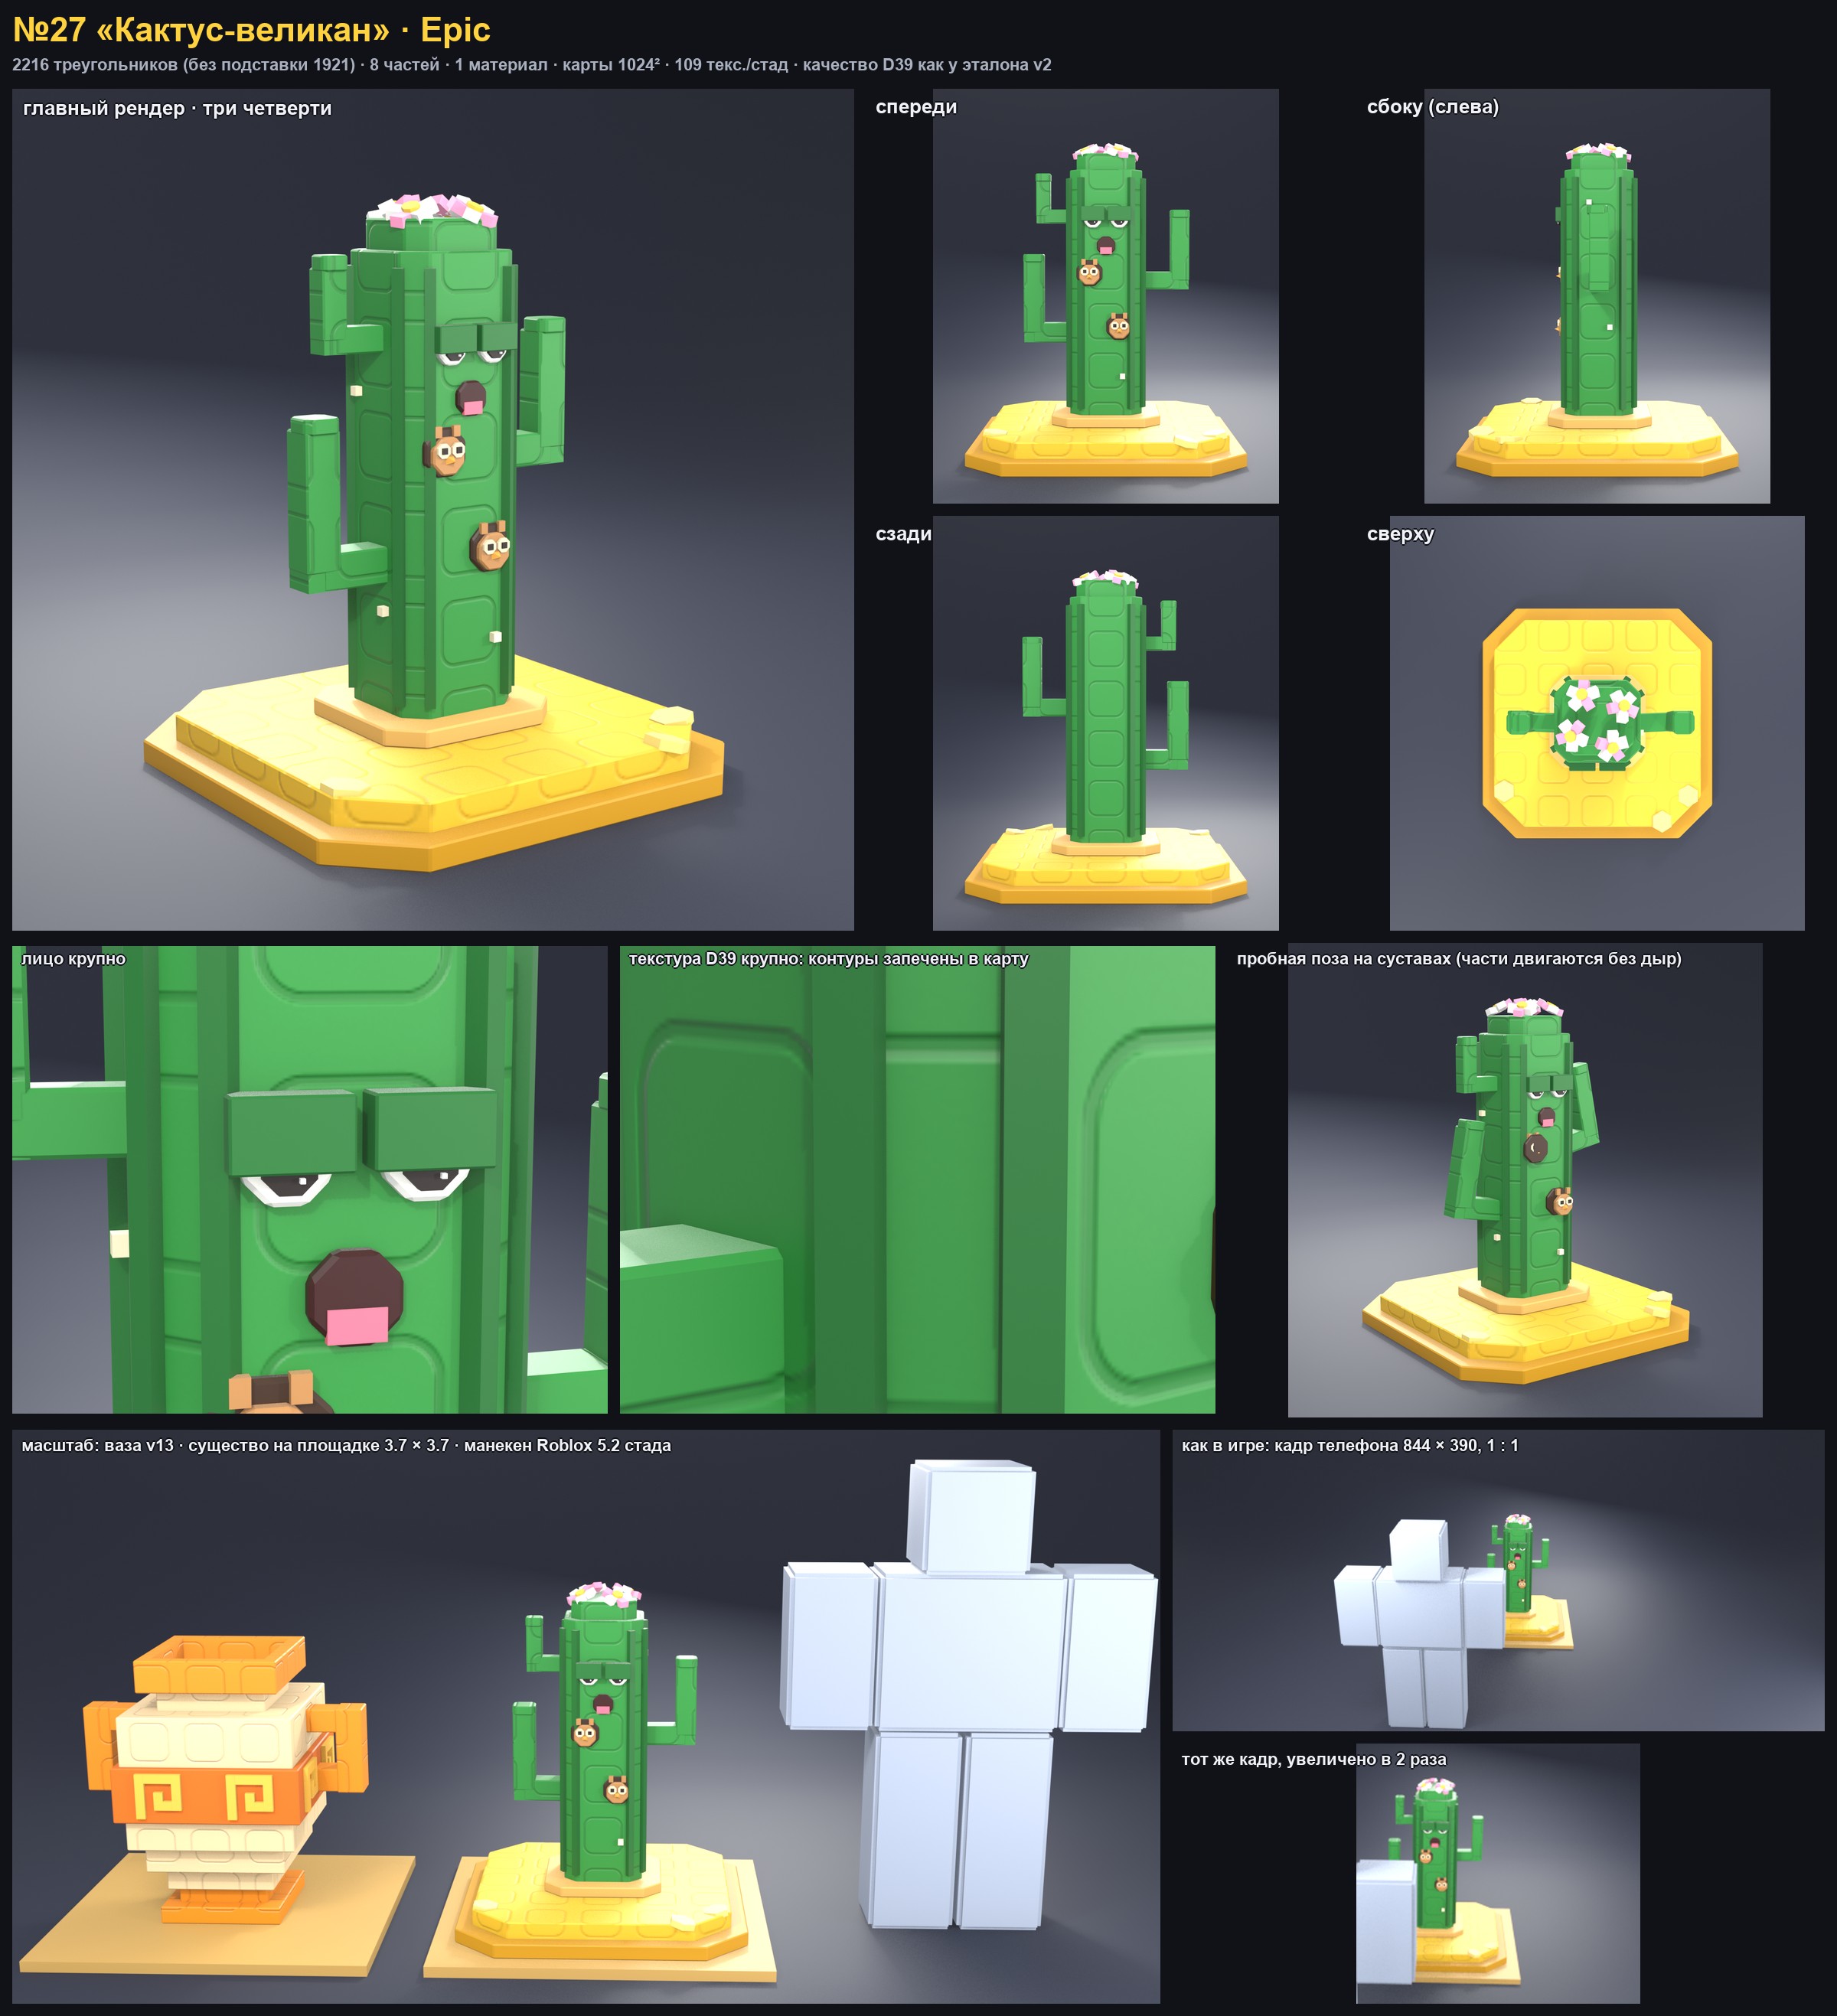 №27 «Кактус-великан» · Epic
2216 треугольников (без подставки 1921) · 8 частей · 1 материал · карты 1024² · 109 текс./стад · качество D39 как у эталона v2
главный рендер · три четверти
спереди
сбоку (слева)
сзади
сверху
лицо крупно
текстура D39 крупно: контуры запечены в карту
пробная поза на суставах (части двигаются без дыр)
масштаб: ваза v13 · существо на площадке 3.7 × 3.7 · манекен Roblox 5.2 стада
как в игре: кадр телефона 844 × 390, 1 : 1
тот же кадр, увеличено в 2 раза